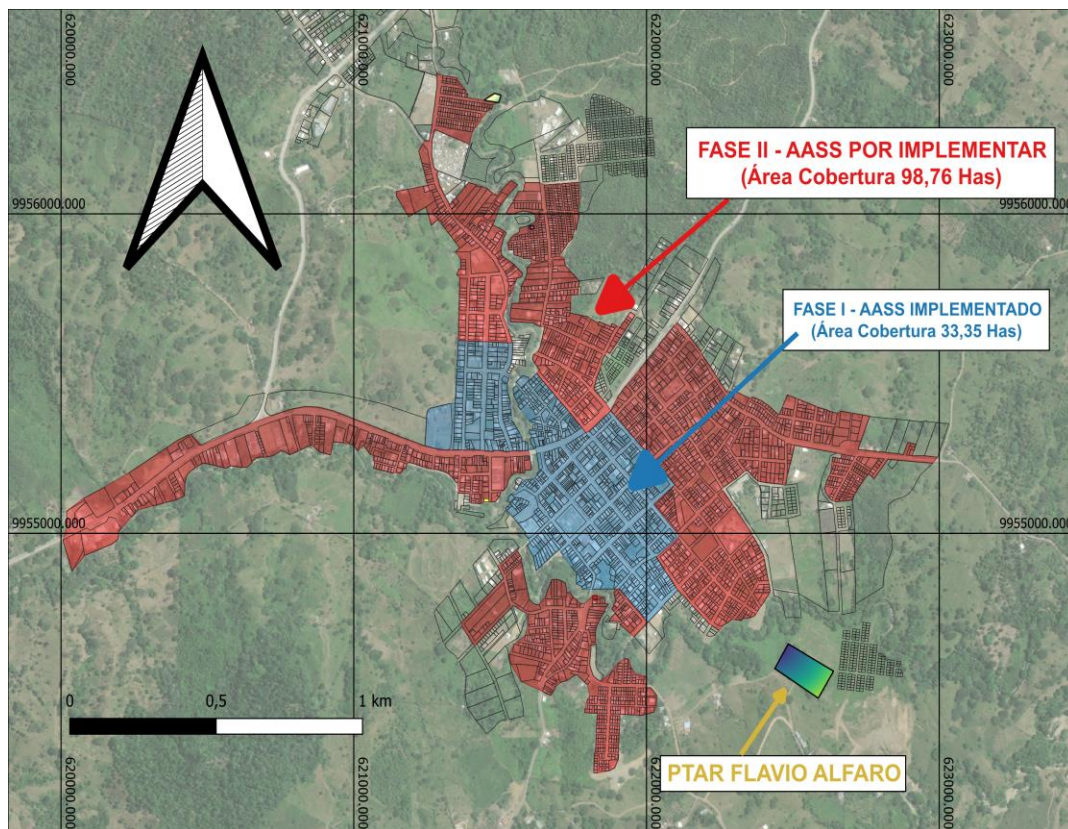 620000.000
621000.000
622000.000
623000.000
FASE II - AASS POR IMPLEMENTAR
(Área Cobertura 98,76 Has)
9956000.000
9956000.000
FASE I - AASS IMPLEMENTADO
(Área Cobertura 33,35 Has)
9955000.000
9955000.000
0
0,5
1 km
PTAR FLAVIO ALFARO
620000.000
621000.000
622000.000
623000.000